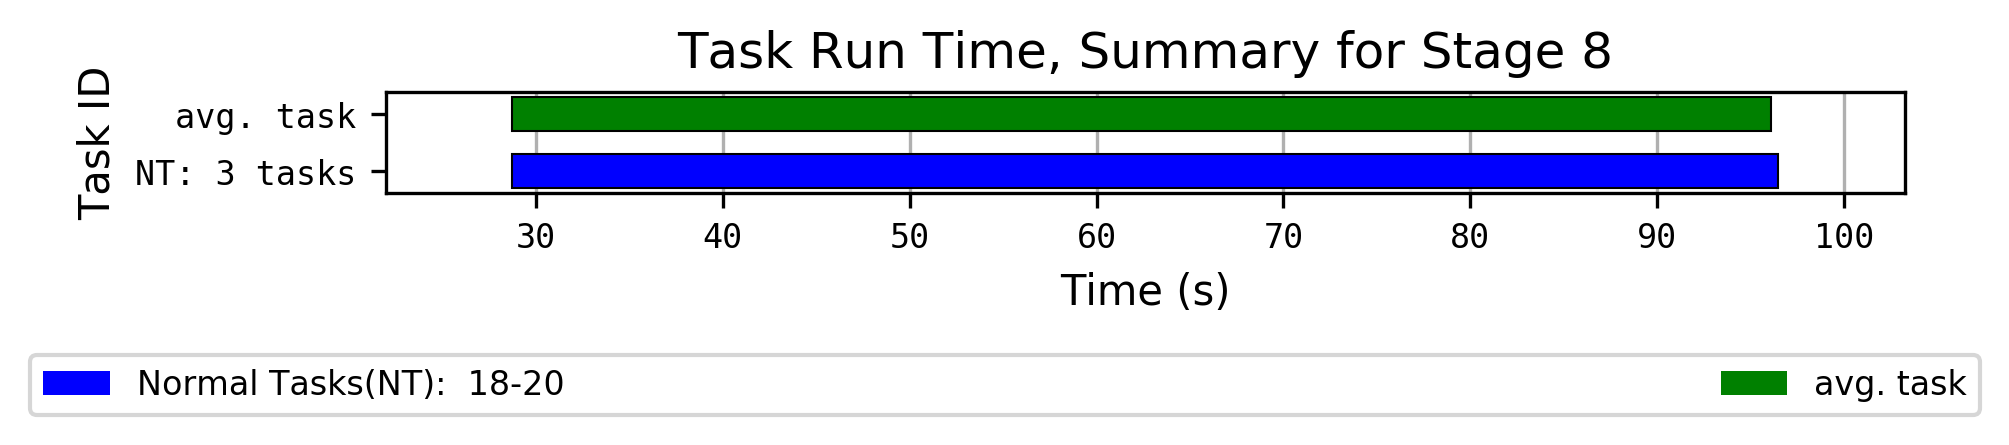 Task Run Time, Summary for Stage 8
Task ID
avg. task
NT: 3 tasks
30 40 50 60 70 80 90 100
Time (s)
Normal Tasks(NT):  18-20
avg. task